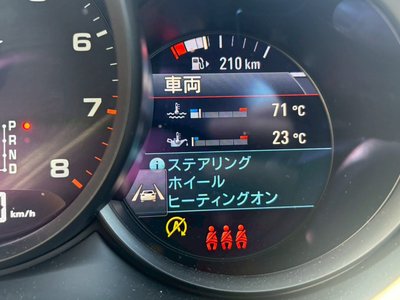 210 km
車両
71 ℃
23 ℃
ステアリング
ホイール
ヒーティングオン
6
7
8
P
R
N
D
km/h